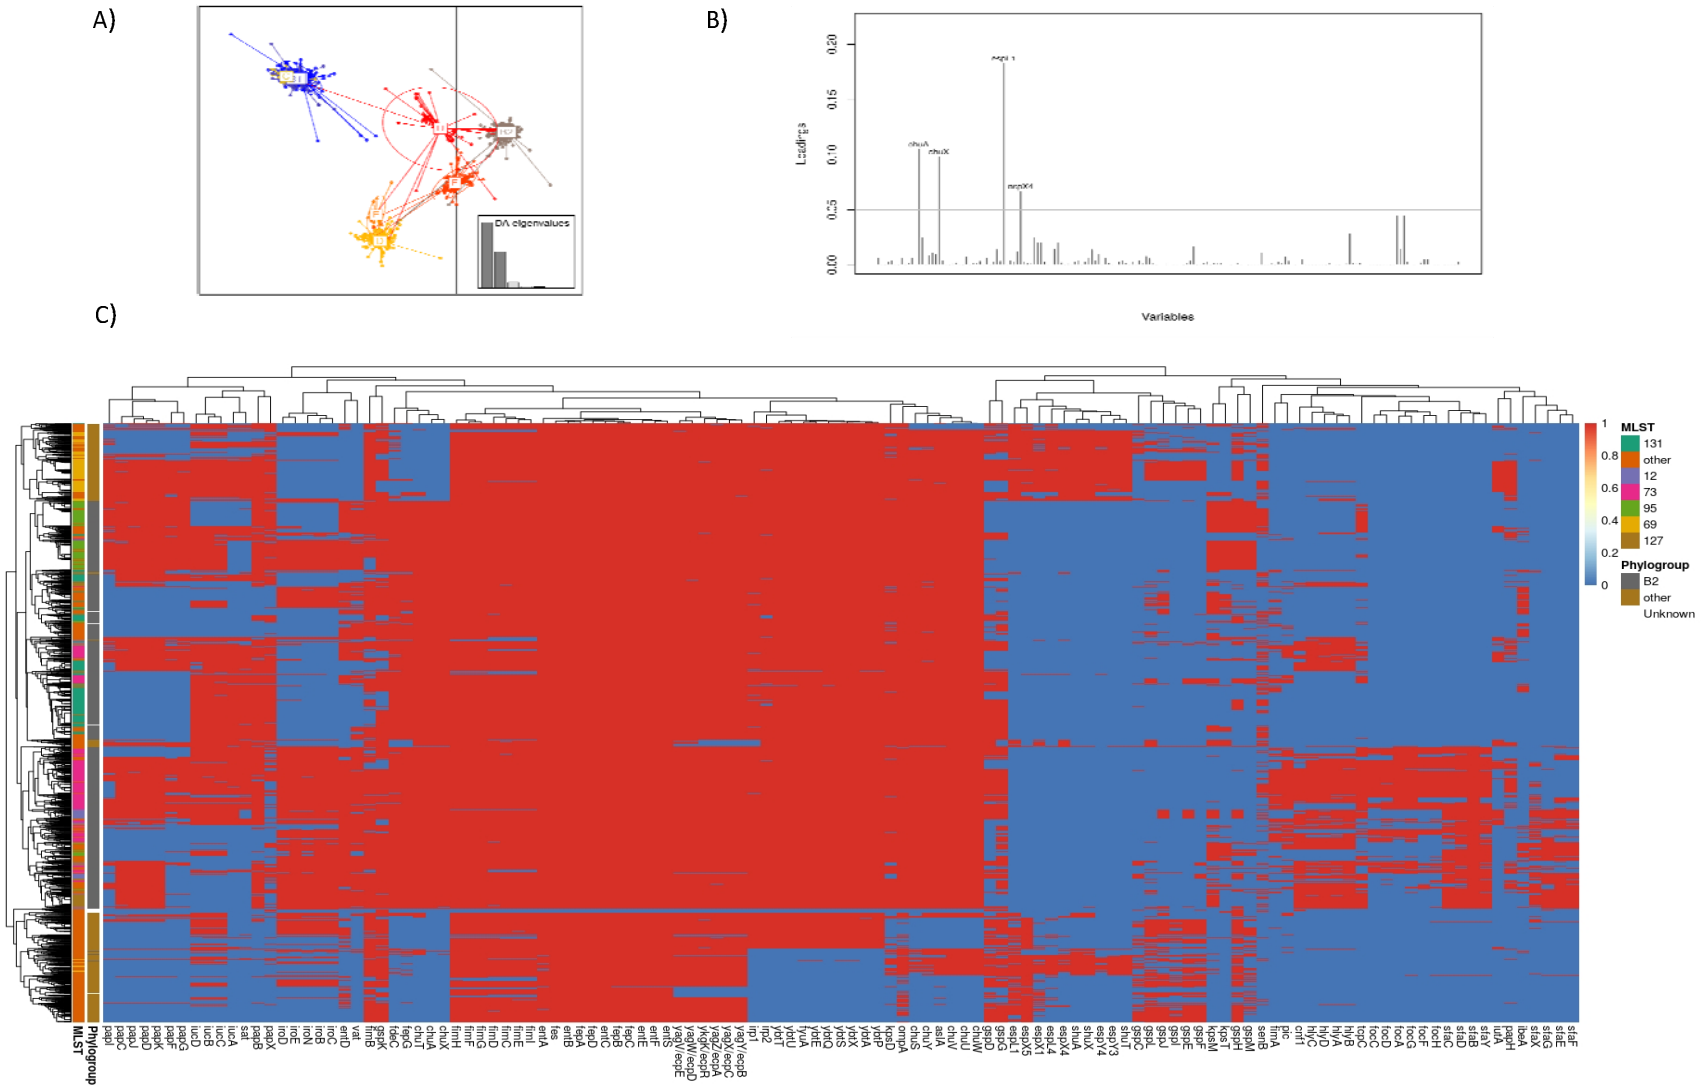 A)
DA eigenvalues
B)
Loadings
0.00
0.05
0.10
0.15
0.20
chuA
chuX
espL1
espX4
Variables
C)
1
0.8
0.6
0.4
0.2
0
MLST
131
other
12
73
95
69
127
Phylogroup
B2
other
Unknown
MLST
Phylogroup
papI
papC
papJ
papD
papK
papF
papG
iucD
iucB
iucC
iucA
sat
papB
papX
iroD
iroE
iroN
iroB
iroC
entD
vat
fimB
gspK
fdeC
fepG
chuT
chuA
chuX
fimH
fimF
fimG
fimD
fimC
fimE
fimI
entA
fes
entB
fepA
fepD
entC
fepB
fepC
entE
entF
entS
yagV/ecpE
yagW/ecpD
ykgK/ecpR
yagZ/ecpA
yagX/ecpC
yagY/ecpB
irp1
irp2
ybtT
ybtU
fyuA
ybtE
ybtQ
ybtS
ybtX
ybtA
ybtP
kpsD
ompA
chuS
chuY
aslA
chuV
chuU
chuW
gspD
gspG
espL1
espX5
espX1
espL4
espX4
shuA
shuX
espY4
espY3
shuT
gspC
gspL
gspJ
gspI
gspE
gspF
kpsM
kpsT
gspH
gspM
senB
pic
cnf1
hlyC
hlyD
hlyA
hlyB
focC
focD
focA
focG
focF
focH
sfaC
sfaD
sfaB
sfaY
iutA
papH
ibeA
sfaX
sfaG
sfaE
sfaF